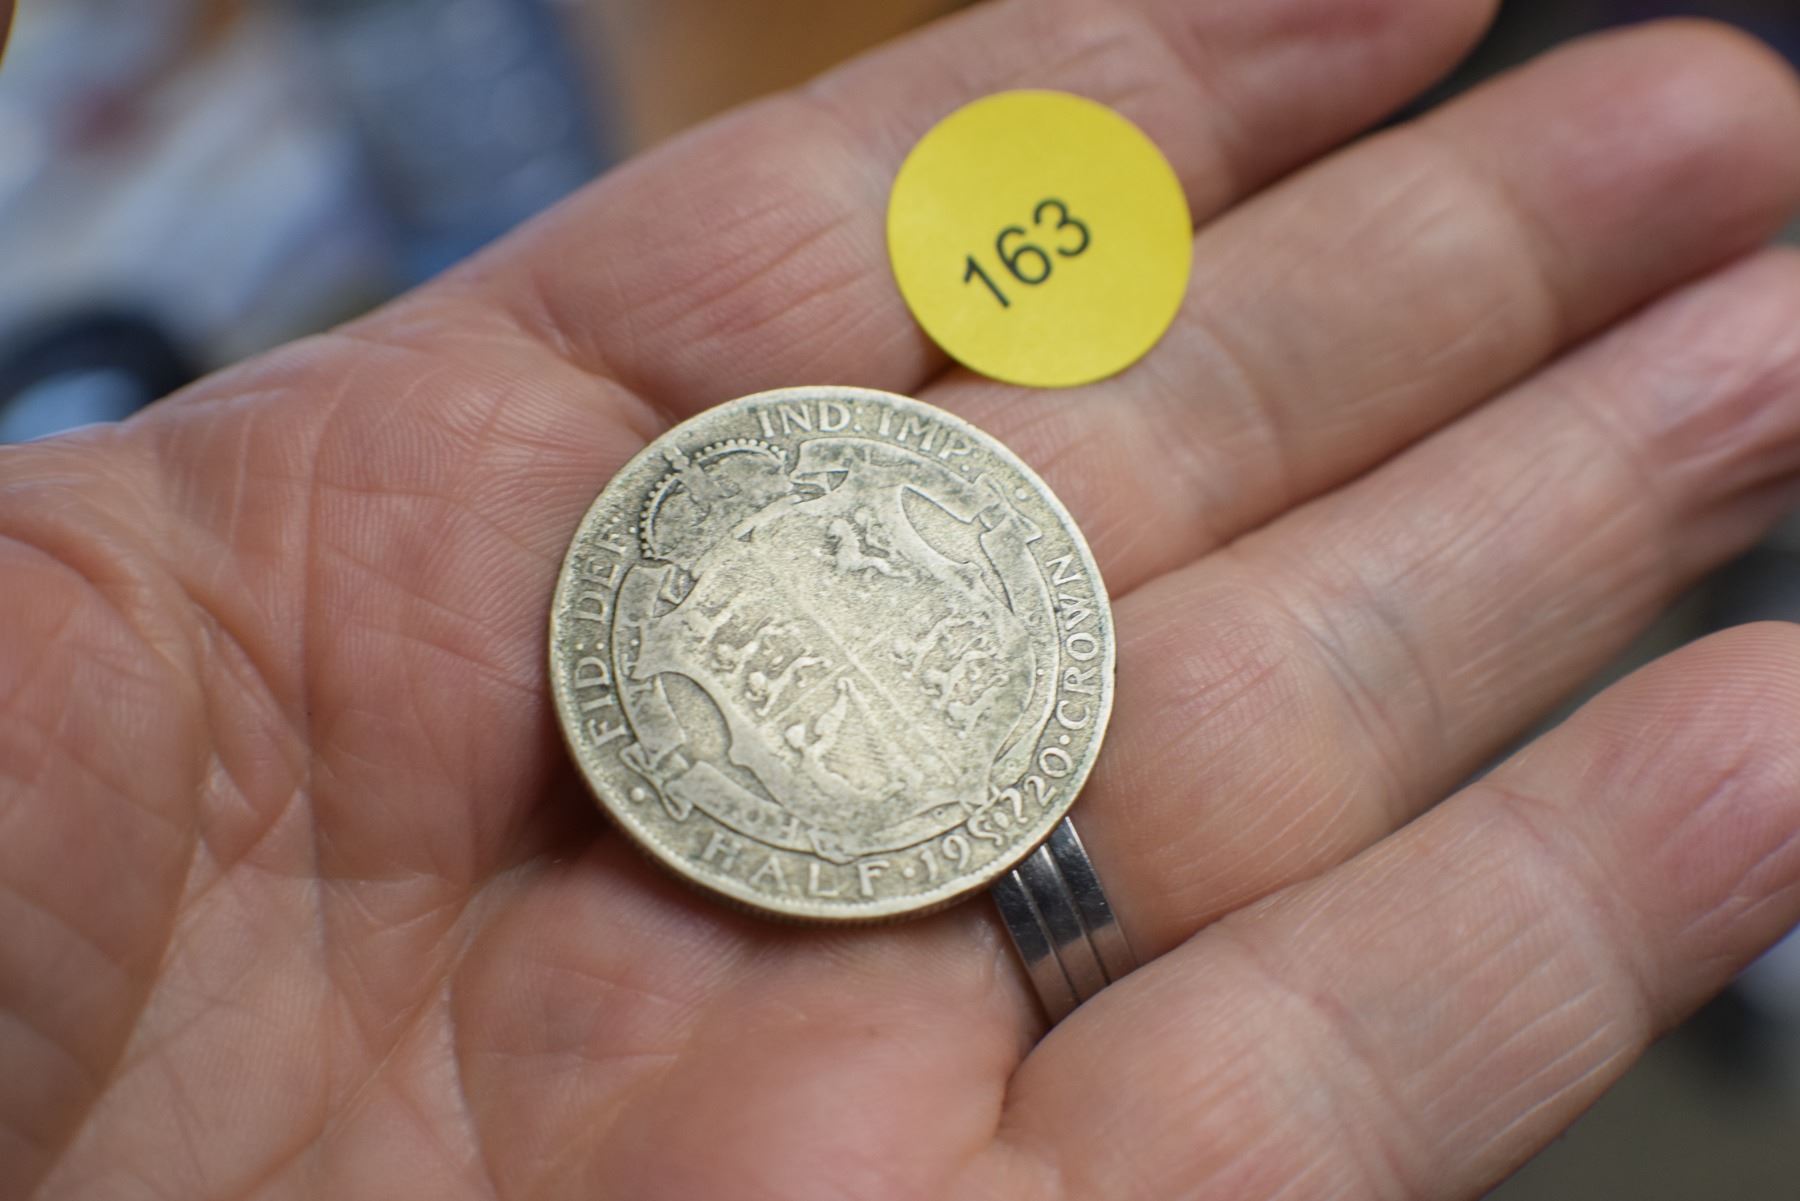 163
FID: DEF: IND: IMP:
· HALF · 19 20 · CROWN ·